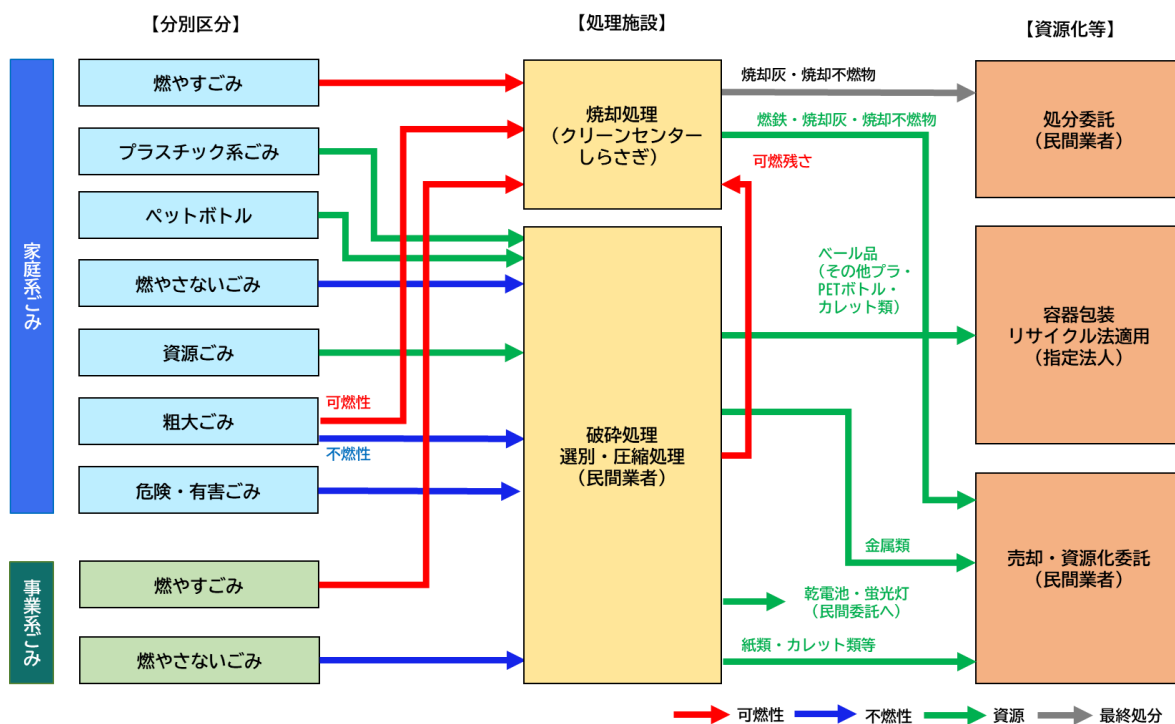 【分別区分】
【処理施設】
【資源化等】
家庭系ごみ
燃やすごみ
プラスチック系ごみ
ペットボトル
燃やさないごみ
資源ごみ
粗大ごみ
可燃性
不燃性
危険・有害ごみ
事業系ごみ
燃やすごみ
燃やさないごみ
焼却処理
（クリーンセンター
しらさぎ）
破砕処理
選別・圧縮処理
（民間業者）
焼却灰・焼却不燃物
燃鉄・焼却灰・焼却不燃物
可燃残さ
ベール品
（その他プラ・
PETボトル・
カレット類）
金属類
乾電池・蛍光灯
（民間委託へ）
紙類・カレット類等
処分委託
（民間業者）
容器包装
リサイクル法適用
（指定法人）
売却・資源化委託
（民間業者）
可燃性
不燃性
資源
最終処分